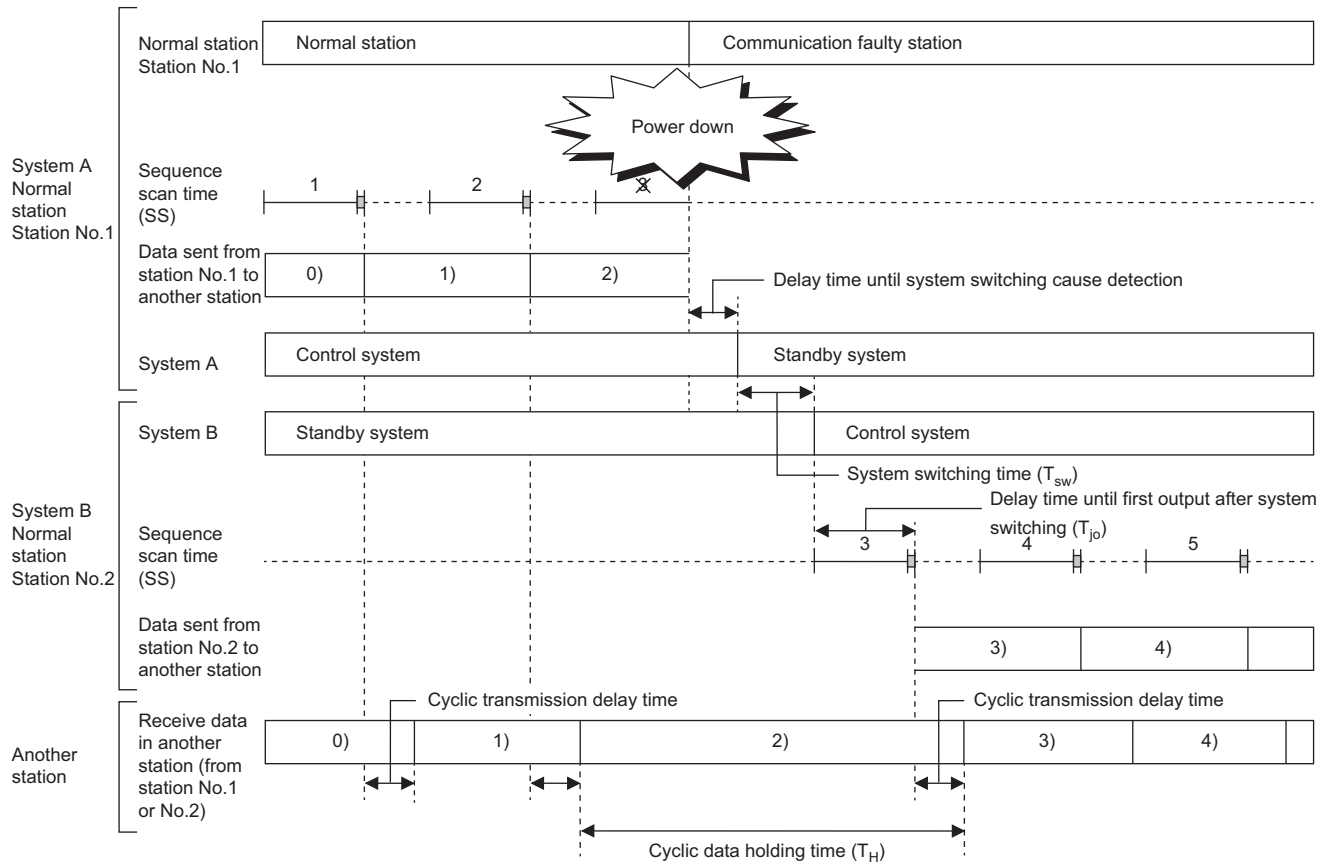 Normal station
Station No.1
Normal station
Communication faulty station
Power down
System A
Normal
station
Station No.1
Sequence
scan time
(SS)
1
2
3
Data sent from
station No.1 to
another station
0)
1)
2)
Delay time until system switching cause detection
System A
Control system
Standby system
System B
Standby system
Control system
System switching time (Tsw)
System B
Normal
station
Station No.2
Delay time until first output after system
switching (Tjo)
Sequence
scan time
(SS)
3
4
5
Data sent from
station No.2 to
another station
3)
4)
Cyclic transmission delay time
Cyclic transmission delay time
Another
station
Receive data
in another
station (from
station No.1
or No.2)
0)
1)
2)
3)
4)
Cyclic data holding time (TH)